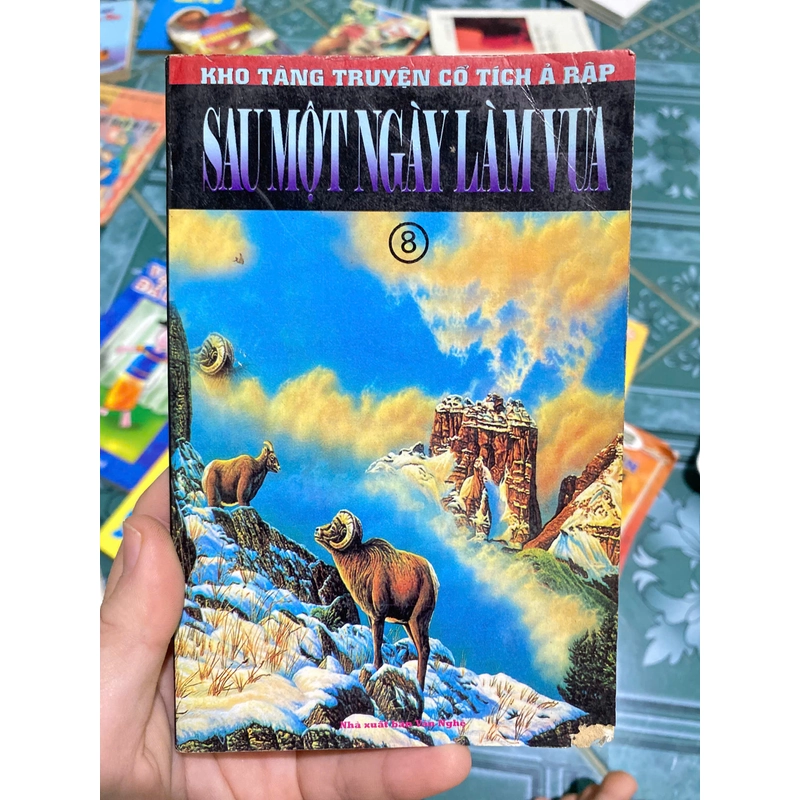 KHO TÀNG TRUYỆN CỔ TÍCH Ả RẬP
SAU MỘT NGÀY LÀM VUA
8
Nhà xuất bản Văn Nghệ